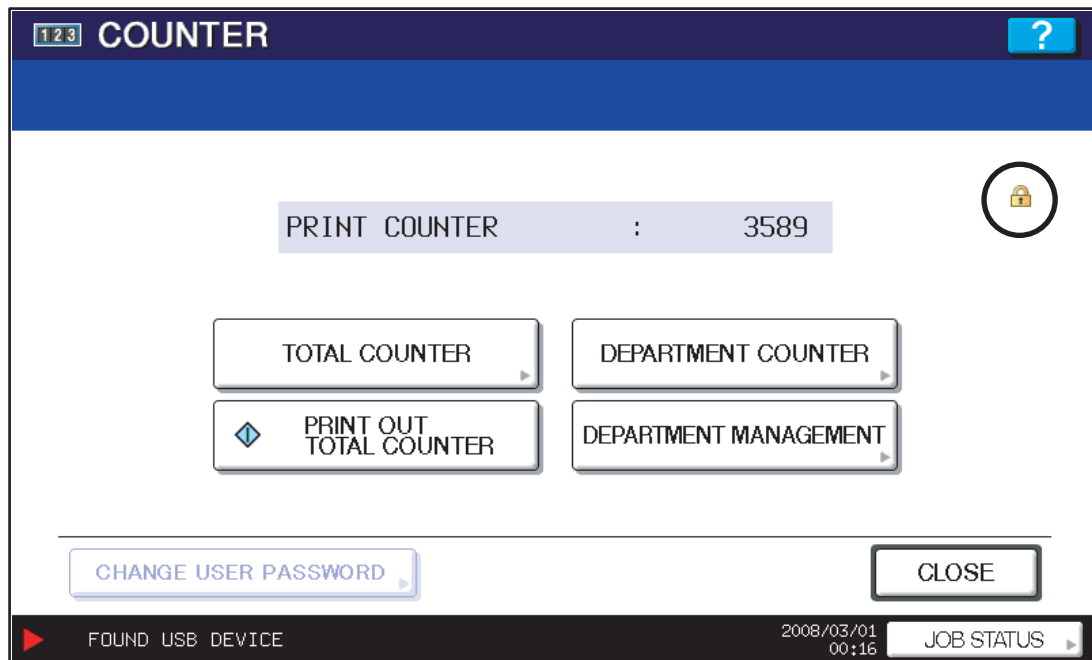 123 COUNTER ?
PRINT COUNTER : 3589
TOTAL COUNTER
DEPARTMENT COUNTER
PRINT OUT
TOTAL COUNTER
DEPARTMENT MANAGEMENT
CHANGE USER PASSWORD
CLOSE
FOUND USB DEVICE
2008/03/01
00:16
JOB STATUS